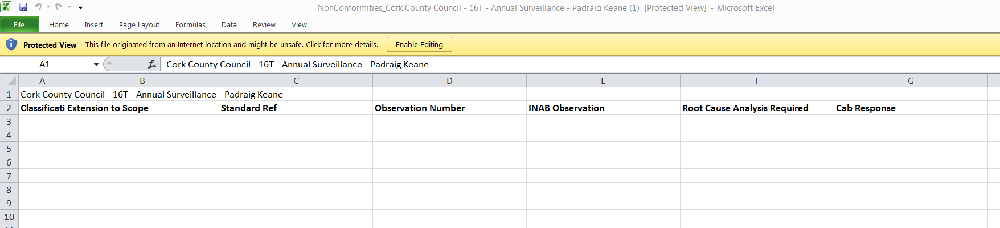 NonConformities_Cork County Council - 16T - Annual Surveillance - Padraig Keane (1) [Protected View] - Microsoft Excel
File Home Insert Page Layout Formulas Data Review View
Protected View This file originated from an Internet location and might be unsafe. Click for more details. Enable Editing
A1 fx Cork County Council - 16T - Annual Surveillance - Padraig Keane
A B C D E F G
1 Cork County Council - 16T - Annual Surveillance - Padraig Keane
2 Classificati Extension to Scope Standard Ref Observation Number INAB Observation Root Cause Analysis Required Cab Response
3
4
5
6
7
8
9
10